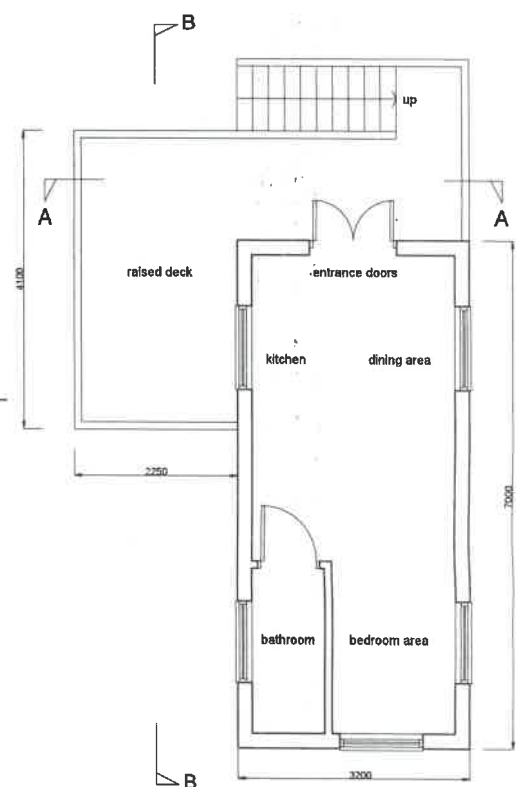 B
up
A
A
4100
raised deck
entrance doors
kitchen
dining area
2250
7000
bathroom
bedroom area
B
3200